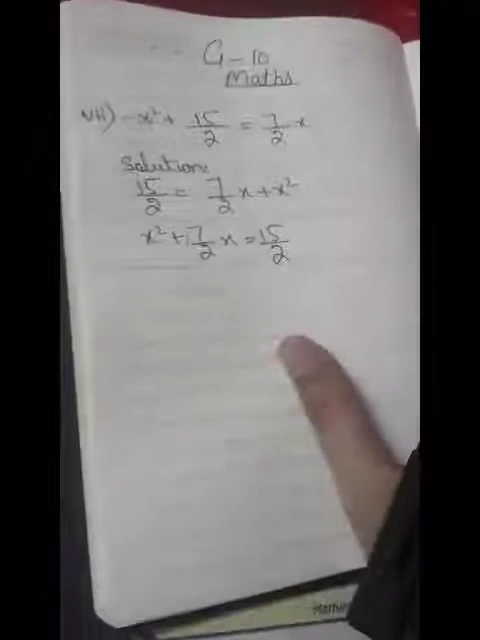 G-10
Maths
VII) -x² + 15/2 = 7/2 x
Solution:
15/2 = 7/2 x + x²
x² + 7/2 x = 15/2